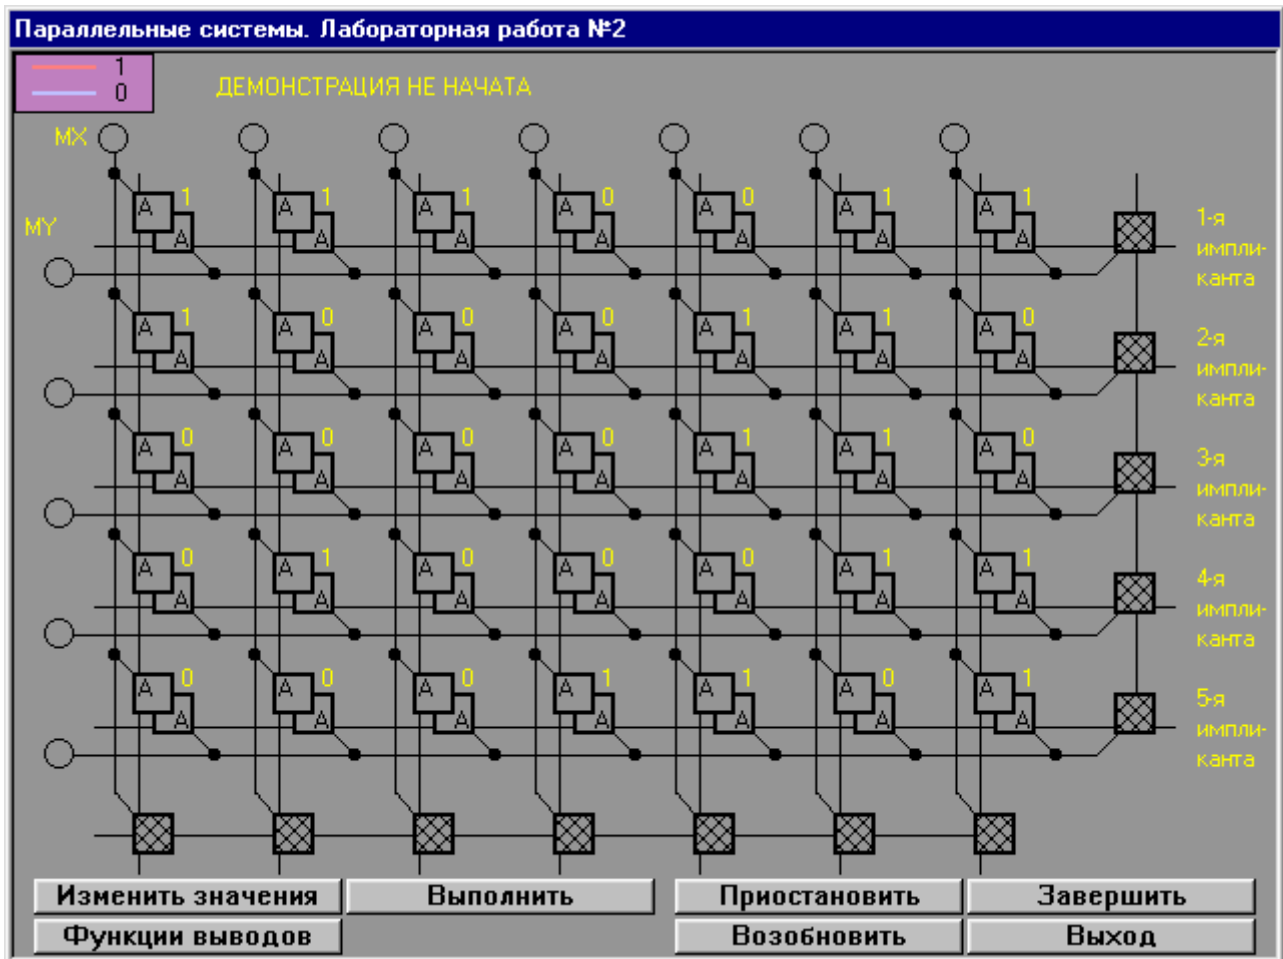 Параллельные системы. Лабораторная работа №2
1
0
ДЕМОНСТРАЦИЯ НЕ НАЧАТА
MX
MY
A 1 A 1 A 1 A 0 A 0 A 1 A 1
A A A A A A A
1-я
импли-
канта
A 1 A 0 A 0 A 0 A 1 A 1 A 0
A A A A A A A
2-я
импли-
канта
A 0 A 0 A 0 A 0 A 1 A 1 A 0
A A A A A A A
3-я
импли-
канта
A 0 A 1 A 0 A 0 A 0 A 1 A 1
A A A A A A A
4-я
импли-
канта
A 0 A 0 A 0 A 1 A 1 A 0 A 1
A A A A A A A
5-я
импли-
канта
Изменить значения Выполнить Приостановить Завершить
Функции выводов Возобновить Выход